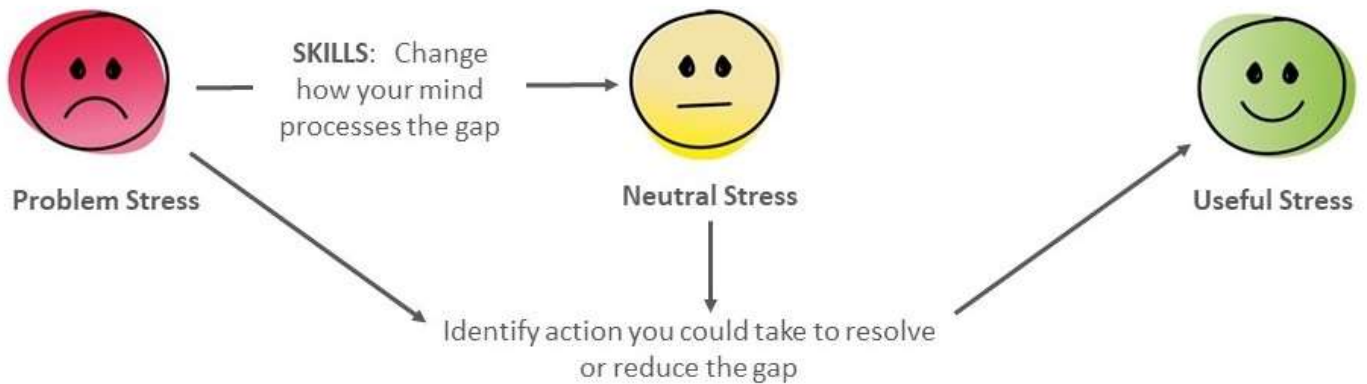 SKILLS: Change
how your mind
processes the gap
Problem Stress
Neutral Stress
Useful Stress
Identify action you could take to resolve
or reduce the gap